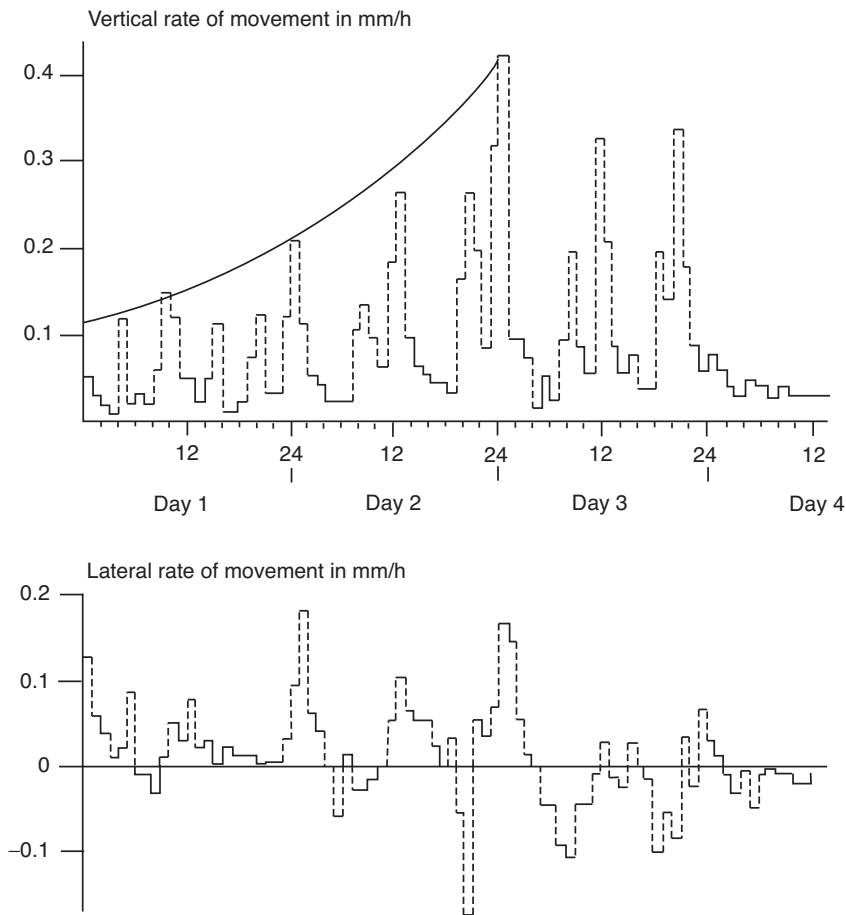 Vertical rate of movement in mm/h
0.4
0.3
0.2
0.1
12 24 12 24 12 24 12
Day 1 Day 2 Day 3 Day 4
Lateral rate of movement in mm/h
0.2
0.1
0
−0.1